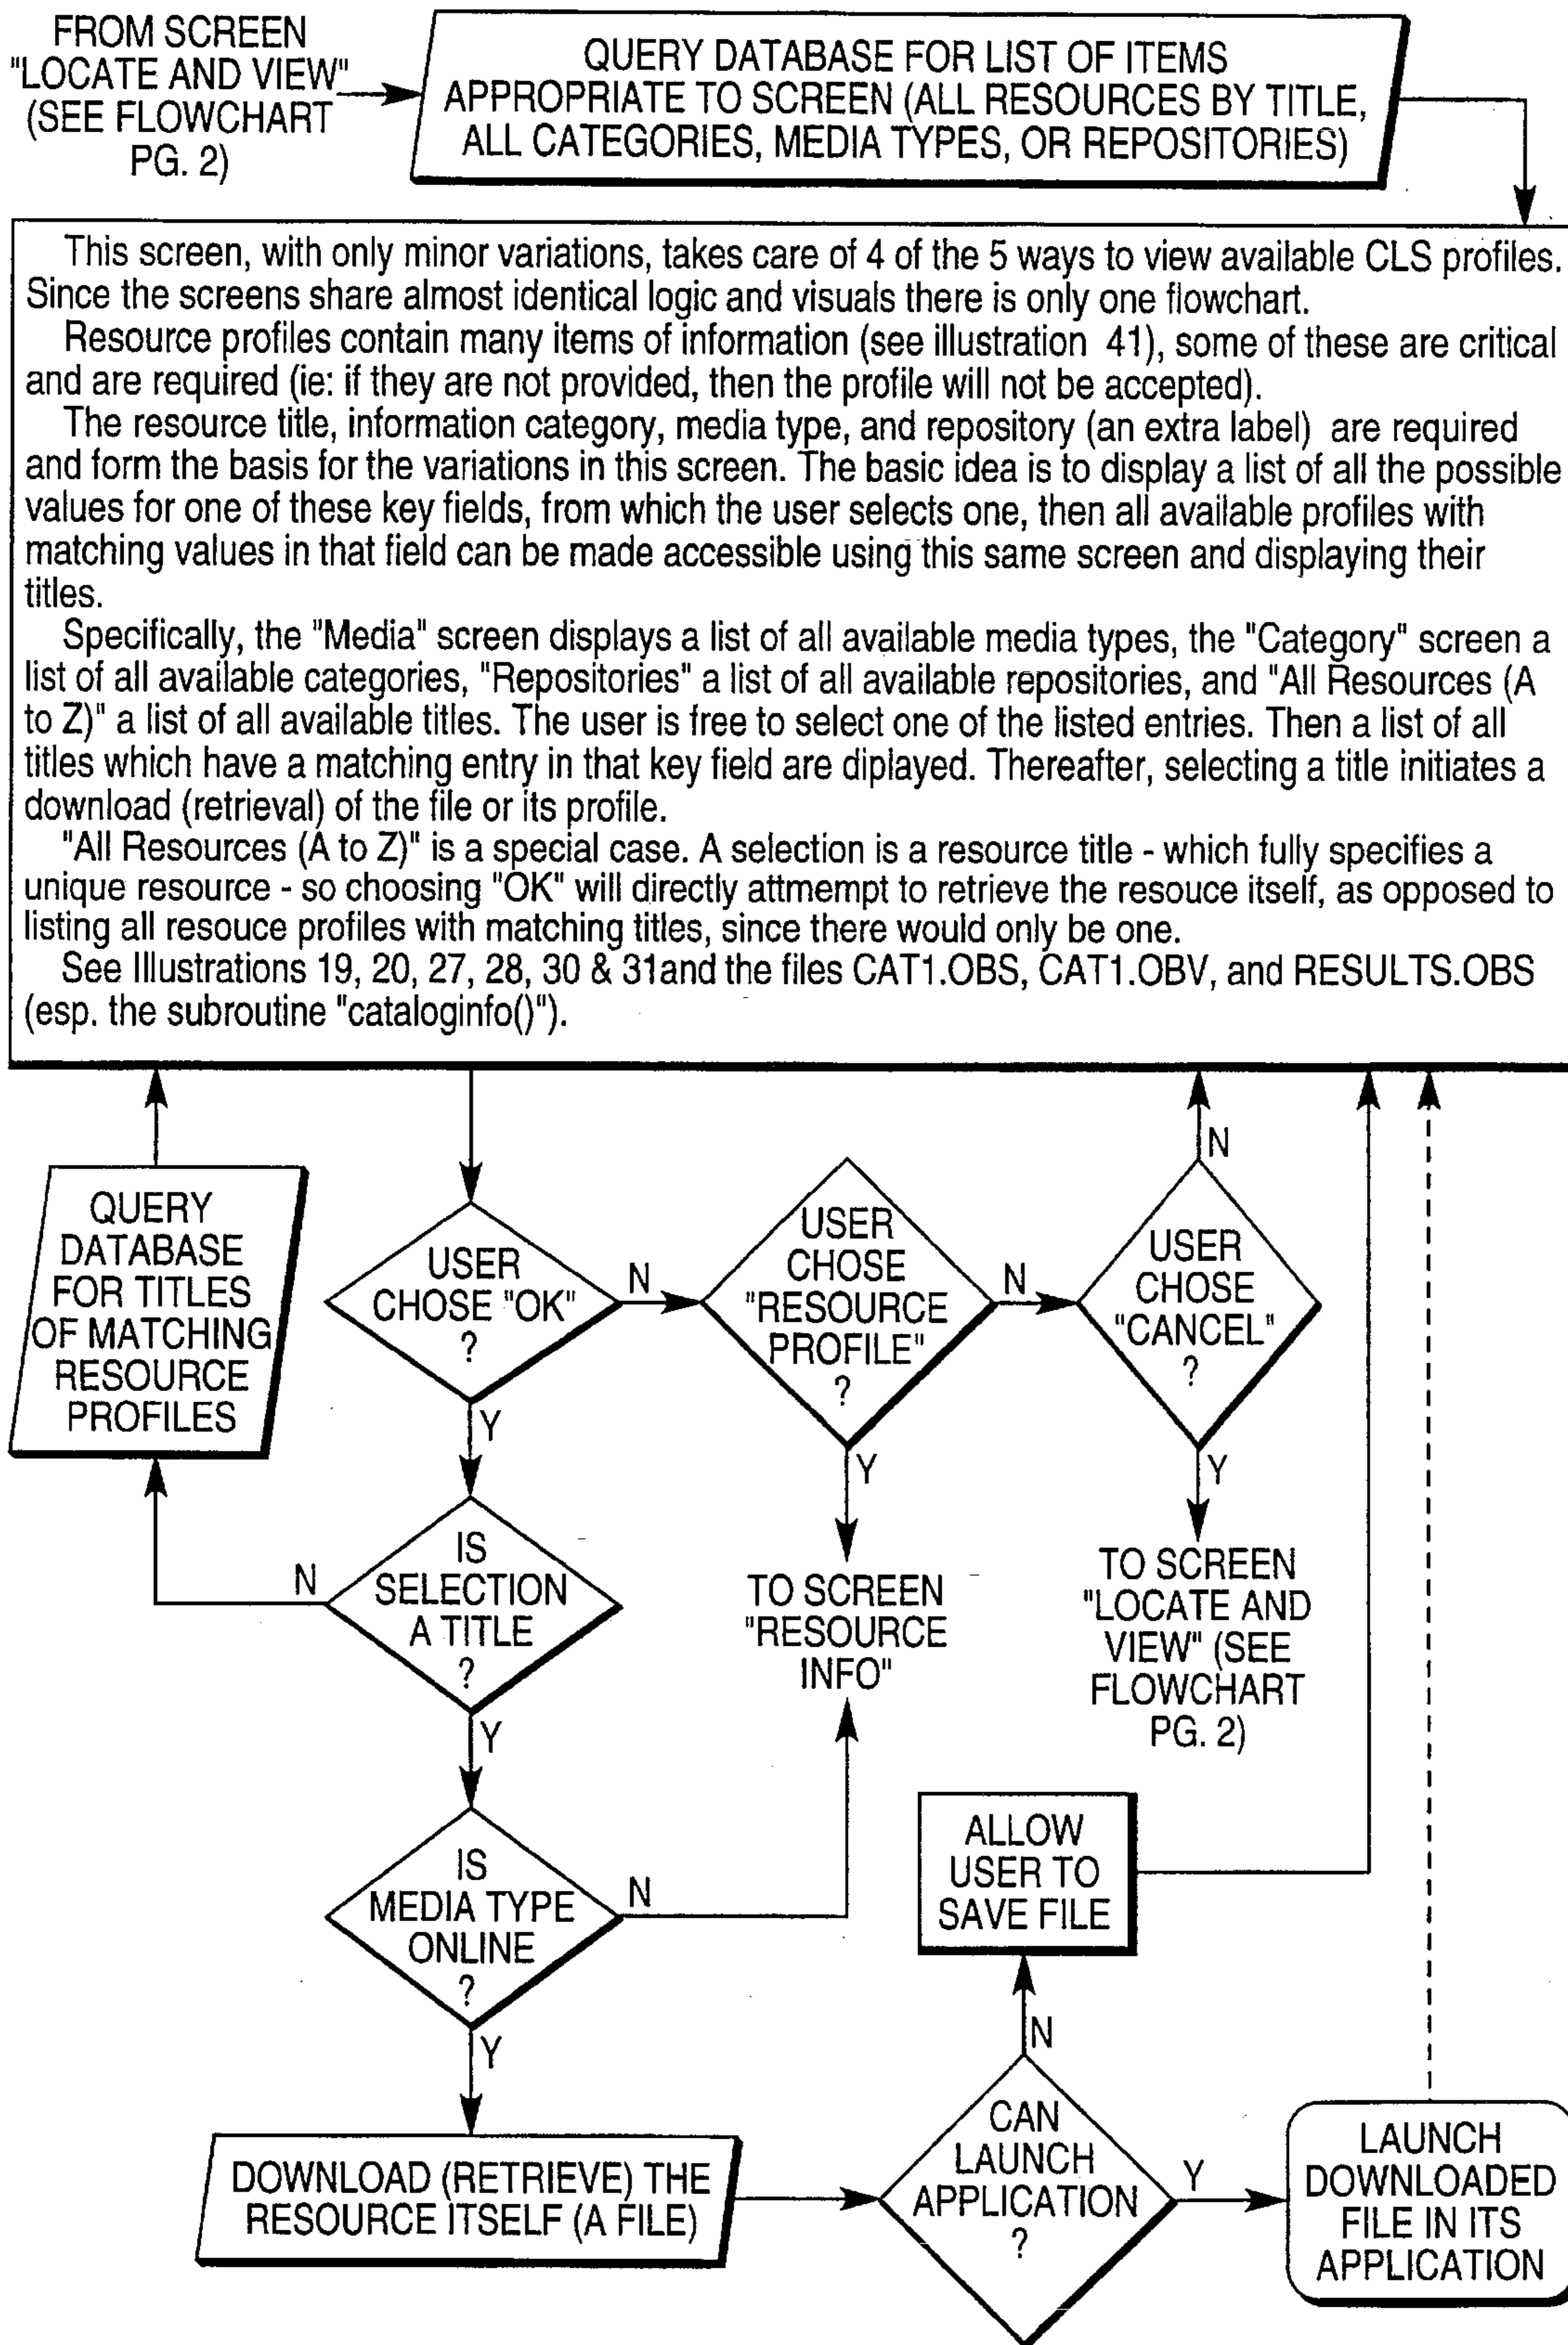 FROM SCREEN
"LOCATE AND VIEW"
(SEE FLOWCHART
PG. 2)
QUERY DATABASE FOR LIST OF ITEMS
APPROPRIATE TO SCREEN (ALL RESOURCES BY TITLE,
ALL CATEGORIES, MEDIA TYPES, OR REPOSITORIES)
This screen, with only minor variations, takes care of 4 of the 5 ways to view available CLS profiles.
Since the screens share almost identical logic and visuals there is only one flowchart.
Resource profiles contain many items of information (see illustration 41), some of these are critical
and are required (ie: if they are not provided, then the profile will not be accepted).
The resource title, information category, media type, and repository (an extra label) are required
and form the basis for the variations in this screen. The basic idea is to display a list of all the possible
values for one of these key fields, from which the user selects one, then all available profiles with
matching values in that field can be made accessible using this same screen and displaying their
titles.
Specifically, the "Media" screen displays a list of all available media types, the "Category" screen a
list of all available categories, "Repositories" a list of all available repositories, and "All Resources (A
to Z)" a list of all available titles. The user is free to select one of the listed entries. Then a list of all
titles which have a matching entry in that key field are diplayed. Thereafter, selecting a title initiates a
download (retrieval) of the file or its profile.
"All Resources (A to Z)" is a special case. A selection is a resource title - which fully specifies a
unique resource - so choosing "OK" will directly attmempt to retrieve the resouce itself, as opposed to
listing all resouce profiles with matching titles, since there would only be one.
See Illustrations 19, 20, 27, 28, 30 & 31and the files CAT1.OBS, CAT1.OBV, and RESULTS.OBS
(esp. the subroutine "cataloginfo()").
QUERY
DATABASE
FOR TITLES
OF MATCHING
RESOURCE
PROFILES
USER
CHOSE "OK"
?
N
Y
USER
CHOSE
"RESOURCE
PROFILE"
?
N
Y
USER
CHOSE
"CANCEL"
?
N
Y
IS
SELECTION
A TITLE
?
N
Y
TO SCREEN
"RESOURCE
INFO"
TO SCREEN
"LOCATE AND
VIEW" (SEE
FLOWCHART
PG. 2)
IS
MEDIA TYPE
ONLINE
?
N
Y
ALLOW
USER TO
SAVE FILE
DOWNLOAD (RETRIEVE) THE
RESOURCE ITSELF (A FILE)
CAN
LAUNCH
APPLICATION
?
N
Y
LAUNCH
DOWNLOADED
FILE IN ITS
APPLICATION